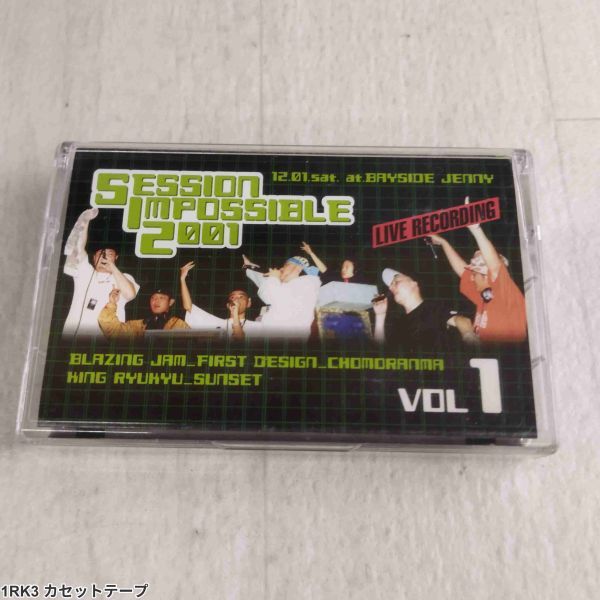 12.01.sat. at.BAYSIDE JENNY
SESSION
IMPOSSIBLE
2001
LIVE RECORDING
BLAZING JAM_FIRST DESIGN_CHOMORANMA
KING RYUKYU_SUNSET
VOL 1
1RK3 カセットテープ